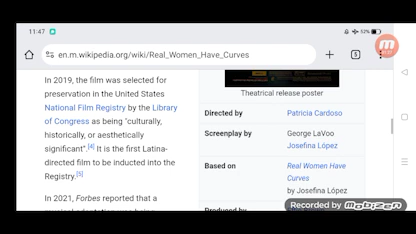 11:47
52%
en.m.wikipedia.org/wiki/Real_Women_Have_Curves
5
In 2019, the film was selected for
preservation in the United States
National Film Registry by the Library
of Congress as being "culturally,
historically, or aesthetically
significant".[4] It is the first Latina-
directed film to be inducted into the
Registry.[5]
In 2021, Forbes reported that a
Theatrical release poster
Directed by Patricia Cardoso
Screenplay by George LaVoo
Josefina López
Based on Real Women Have
Curves
by Josefina López
Recorded by Mobizen